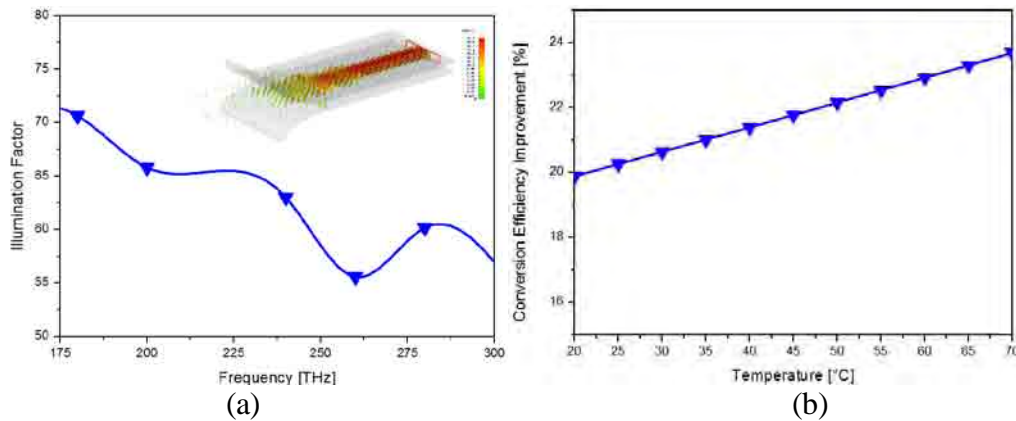 80
75
70
65
60
55
50
175 200 225 250 275 300
Illumination Factor
Frequency [THz]
(a)
24
22
20
18
16
20 25 30 35 40 45 50 55 60 65 70
Conversion Efficiency Improvement [%]
Temperature [°C]
(b)